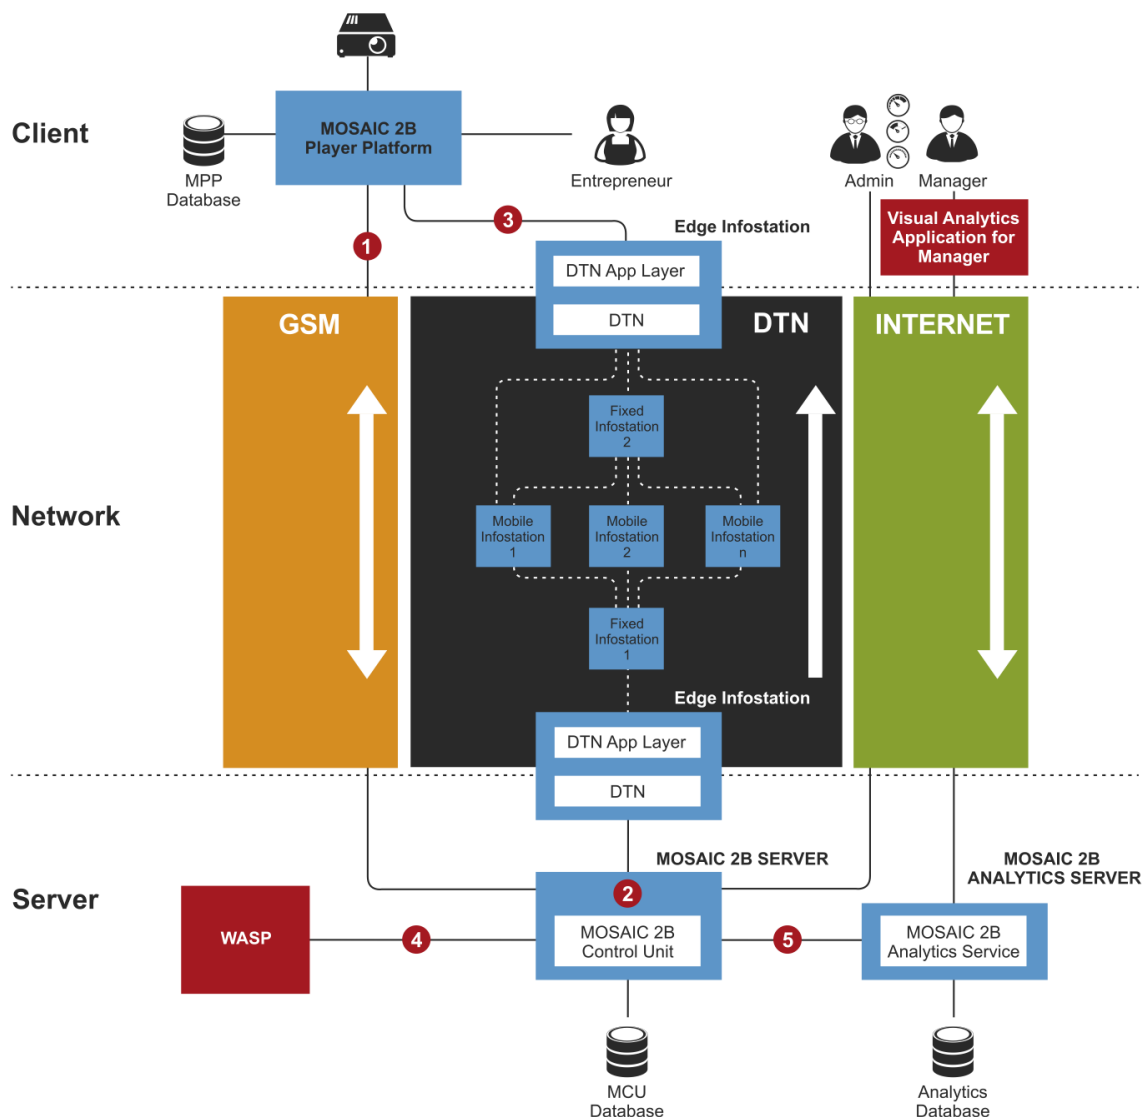 Client
MOSAIC 2B
Player Platform
MPP
Database
Entrepreneur
Admin
Manager
1
3
Edge Infostation
Visual Analytics
Application for
Manager
DTN App Layer
DTN
GSM
DTN
INTERNET
Fixed
Infostation
2
Network
Mobile
Infostation
1
Mobile
Infostation
2
Mobile
Infostation
n
Fixed
Infostation
1
Edge Infostation
DTN App Layer
DTN
Server
MOSAIC 2B SERVER
MOSAIC 2B
ANALYTICS SERVER
2
WASP
4
MOSAIC 2B
Control Unit
5
MOSAIC 2B
Analytics Service
MCU
Database
Analytics
Database